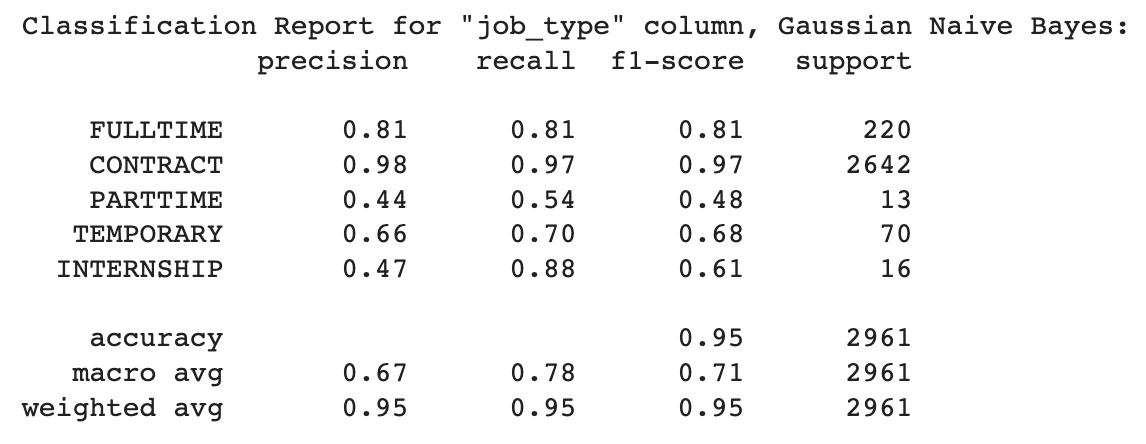 Classification Report for "job_type" column, Gaussian Naive Bayes:
precision recall f1-score support
FULLTIME 0.81 0.81 0.81 220
CONTRACT 0.98 0.97 0.97 2642
PARTTIME 0.44 0.54 0.48 13
TEMPORARY 0.66 0.70 0.68 70
INTERNSHIP 0.47 0.88 0.61 16
accuracy 0.95 2961
macro avg 0.67 0.78 0.71 2961
weighted avg 0.95 0.95 0.95 2961